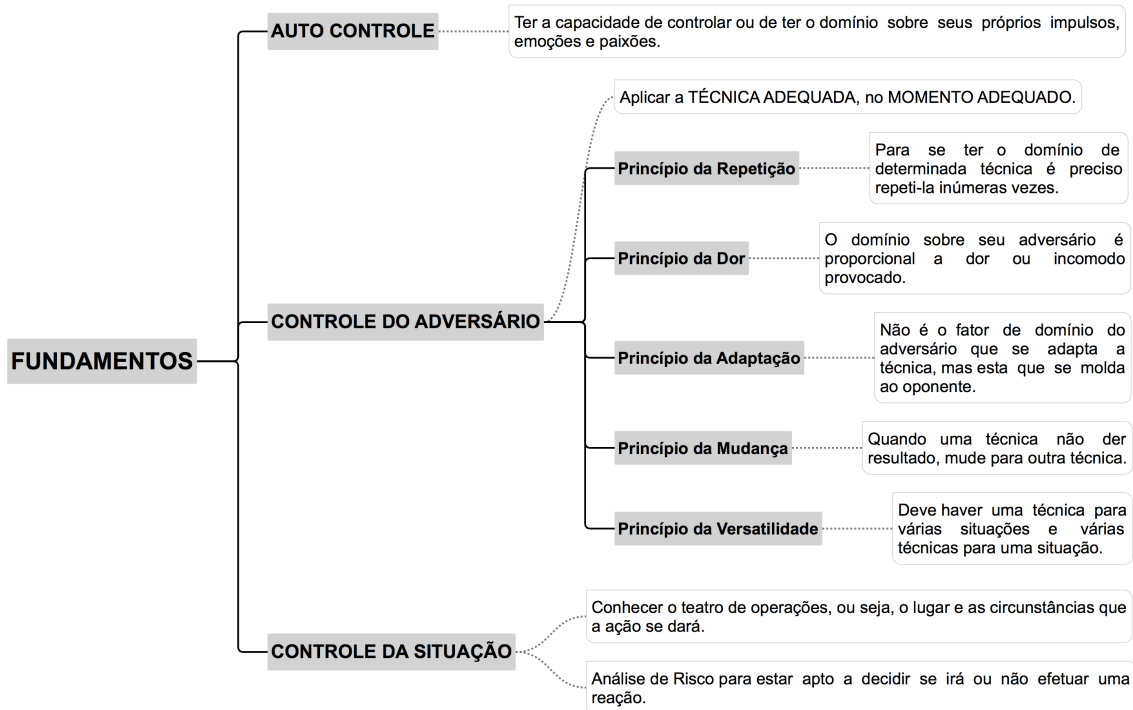 FUNDAMENTOS
AUTO CONTROLE
Ter a capacidade de controlar ou de ter o domínio sobre seus próprios impulsos,
emoções e paixões.
CONTROLE DO ADVERSÁRIO
Aplicar a TÉCNICA ADEQUADA, no MOMENTO ADEQUADO.
Princípio da Repetição
Para se ter o domínio de
determinada técnica é preciso
repeti-la inúmeras vezes.
Princípio da Dor
O domínio sobre seu adversário é
proporcional a dor ou incomodo
provocado.
Princípio da Adaptação
Não é o fator de domínio do
adversário que se adapta a
técnica, mas esta que se molda
ao oponente.
Princípio da Mudança
Quando uma técnica não der
resultado, mude para outra técnica.
Princípio da Versatilidade
Deve haver uma técnica para
várias situações e várias
técnicas para uma situação.
CONTROLE DA SITUAÇÃO
Conhecer o teatro de operações, ou seja, o lugar e as circunstâncias que
a ação se dará.
Análise de Risco para estar apto a decidir se irá ou não efetuar uma
reação.